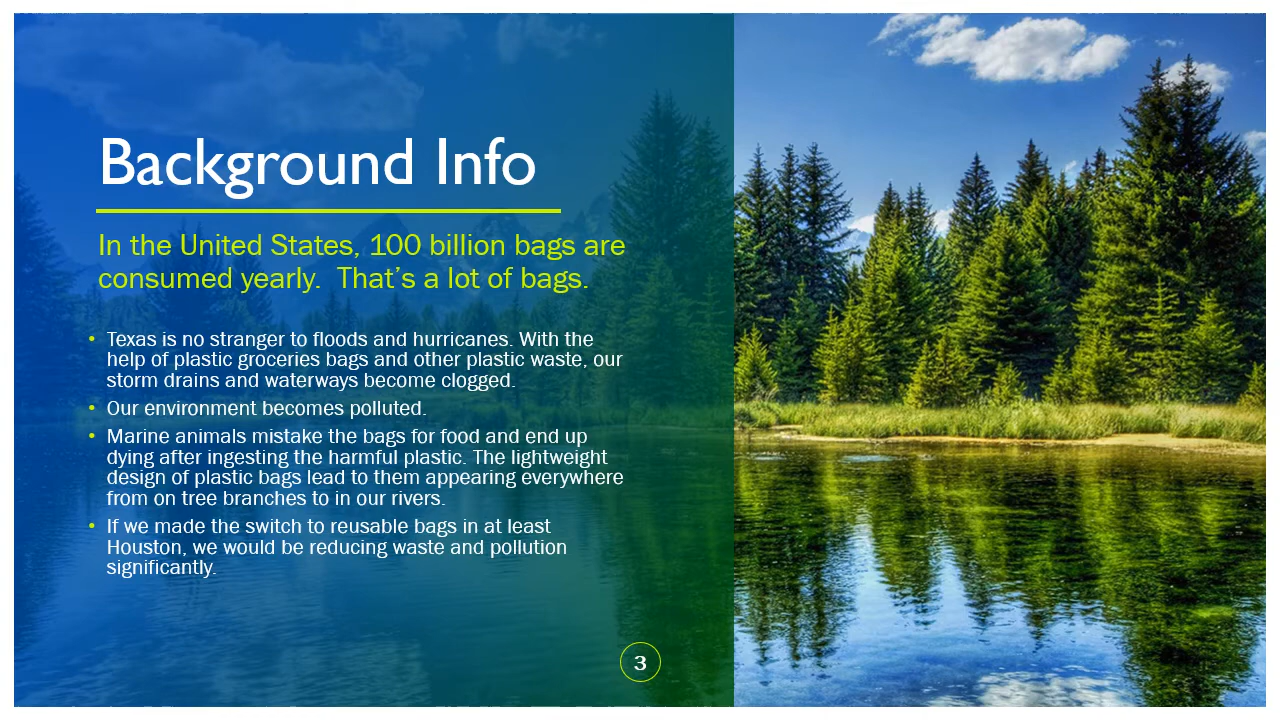 Background Info
In the United States, 100 billion bags are
consumed yearly.  That’s a lot of bags.
• Texas is no stranger to floods and hurricanes. With the
help of plastic groceries bags and other plastic waste, our
storm drains and waterways become clogged.
• Our environment becomes polluted.
• Marine animals mistake the bags for food and end up
dying after ingesting the harmful plastic. The lightweight
design of plastic bags lead to them appearing everywhere
from on tree branches to in our rivers.
• If we made the switch to reusable bags in at least
Houston, we would be reducing waste and pollution
significantly.
3